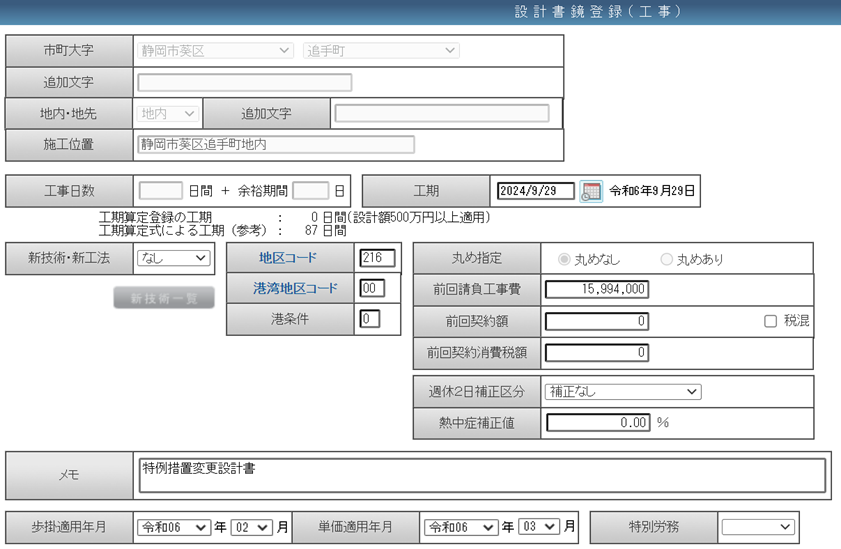 設計書鏡登録(工事)
市町大字 静岡市葵区 追手町
追加文字
地内・地先 地内 追加文字
施工位置 静岡市葵区追手町地内
工事日数 日間 + 余裕期間 日 工期 2024/9/29 令和6年9月29日
工期算定登録の工期 : 0 日間(設計額500万円以上適用)
工期算定式による工期 (参考) : 87 日間
新技術・新工法 なし 地区コード 216 丸め指定 丸めなし 丸めあり
新技術一覧 港湾地区コード 00 前回請負工事費 15,994,000
港条件 0 前回契約額 0 税混
前回契約消費税額 0
週休2日補正区分 補正なし
熱中症補正値 0.00 %
メモ 特例措置変更設計書
歩掛適用年月 令和06 年 02 月 単価適用年月 令和06 年 03 月 特別労務